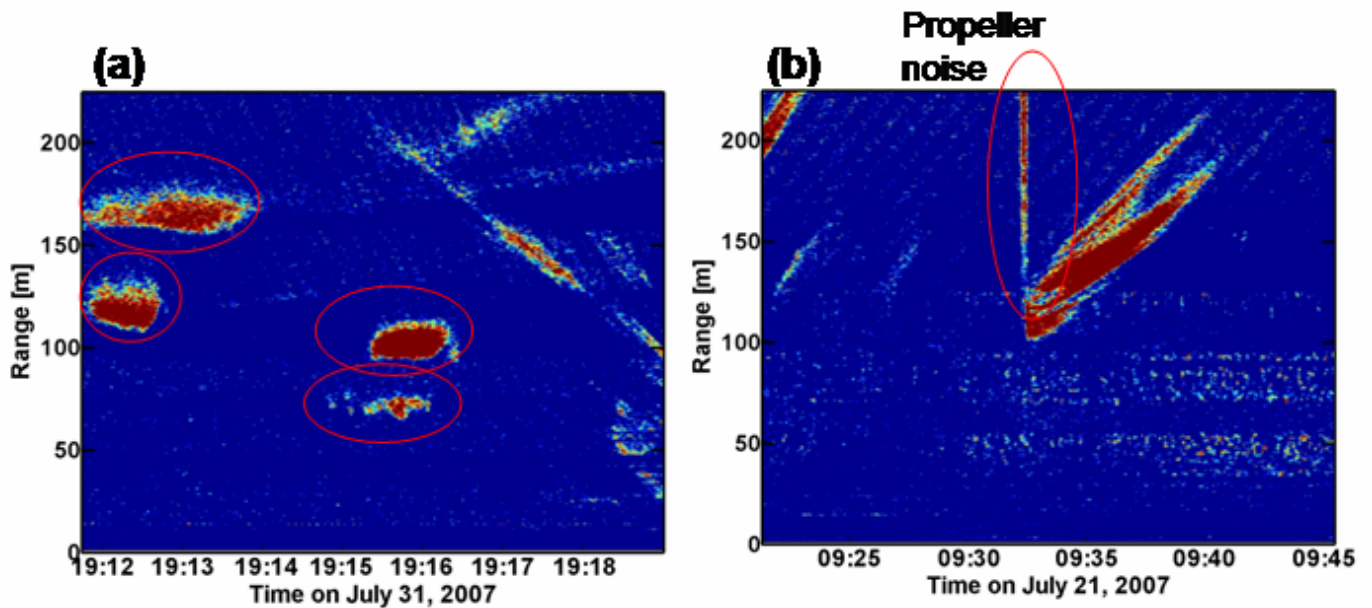 (a)
200
150
100
50
0
Range [m]
19:12 19:13 19:14 19:15 19:16 19:17 19:18
Time on July 31, 2007
Propeller
noise
(b)
200
150
100
50
0
Range [m]
09:25 09:30 09:35 09:40 09:45
Time on July 21, 2007